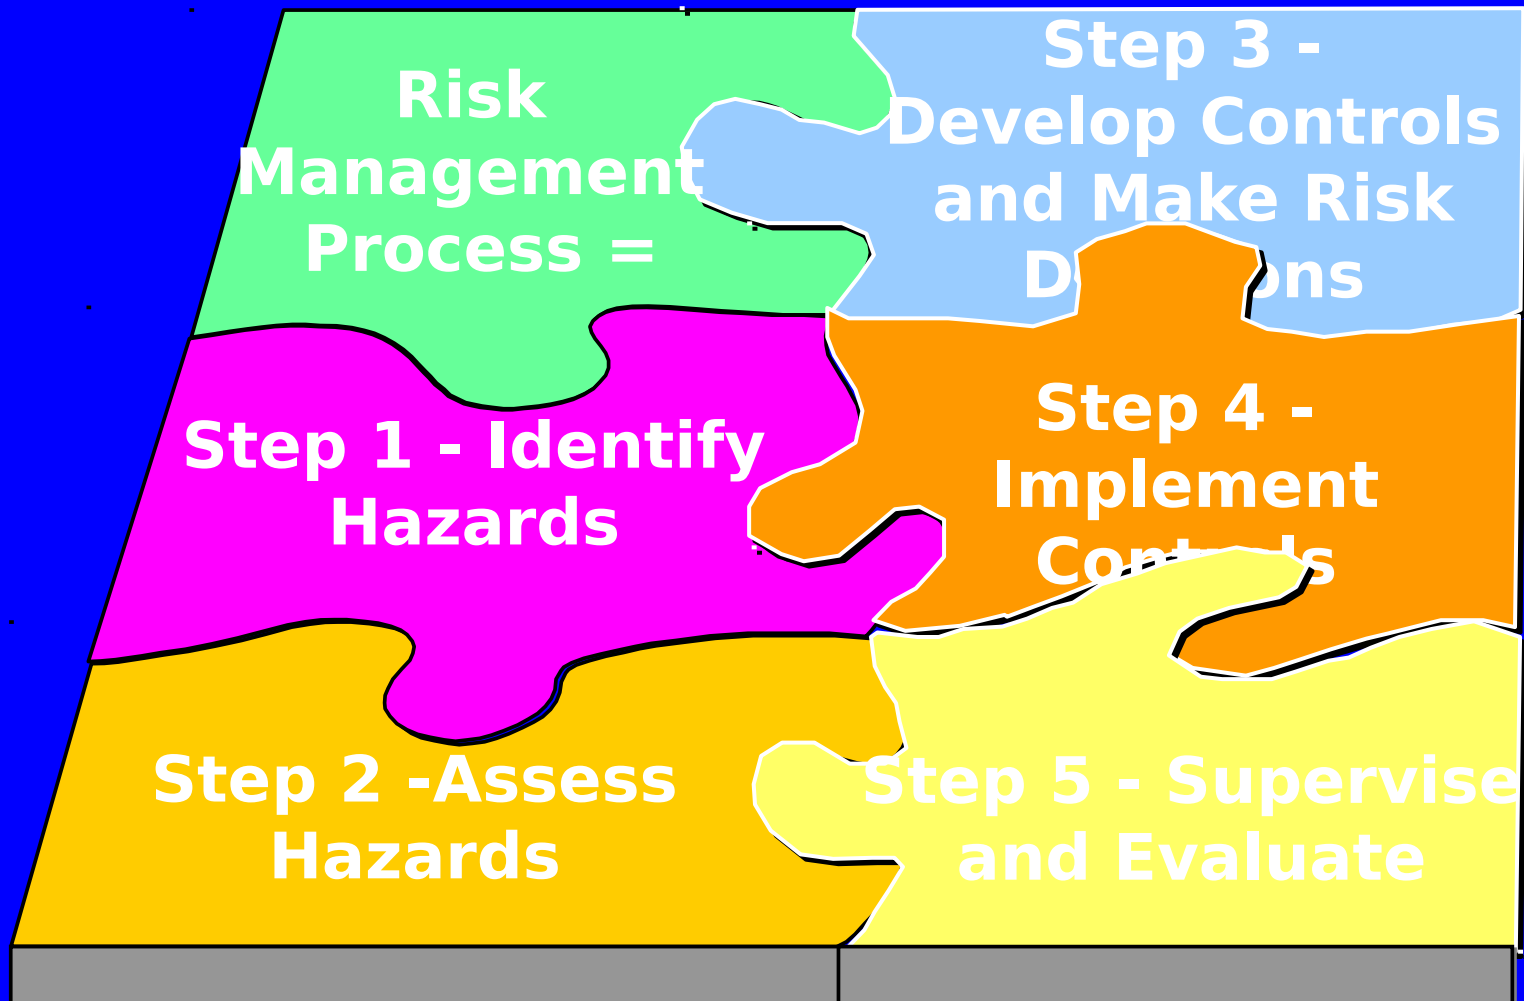 Risk
Management
Process =
Step 1 - Identify
Hazards
Step 2 -Assess
Hazards
Step 3 -
Develop Controls
and Make Risk
Step 4 -
Implement
Controls
Step 5 - Supervise
and Evaluate